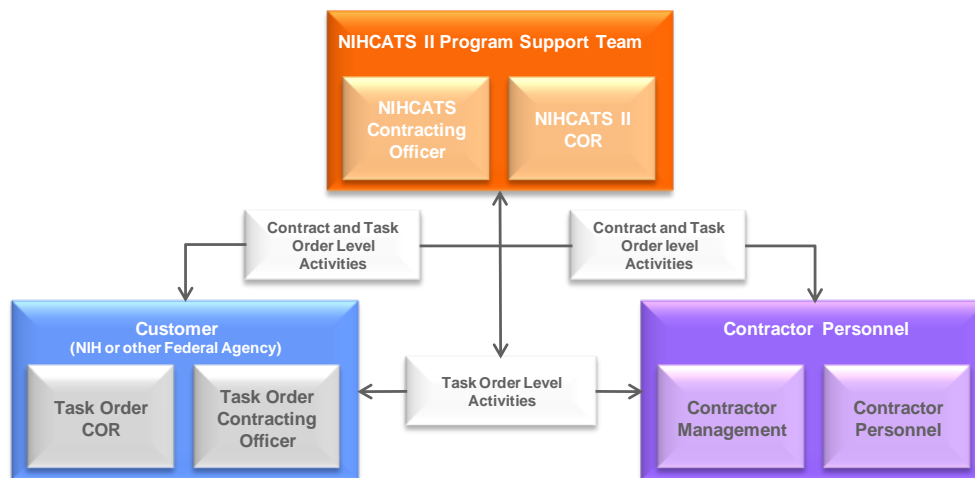 NIHCATS II Program Support Team
NIHCATS
Contracting
Officer
NIHCATS II
COR
Contract and Task
Order Level
Activities
Contract and Task
Order level
Activities
Customer
(NIH or other Federal Agency)
Task Order
COR
Task Order
Contracting
Officer
Task Order Level
Activities
Contractor Personnel
Contractor
Management
Contractor
Personnel